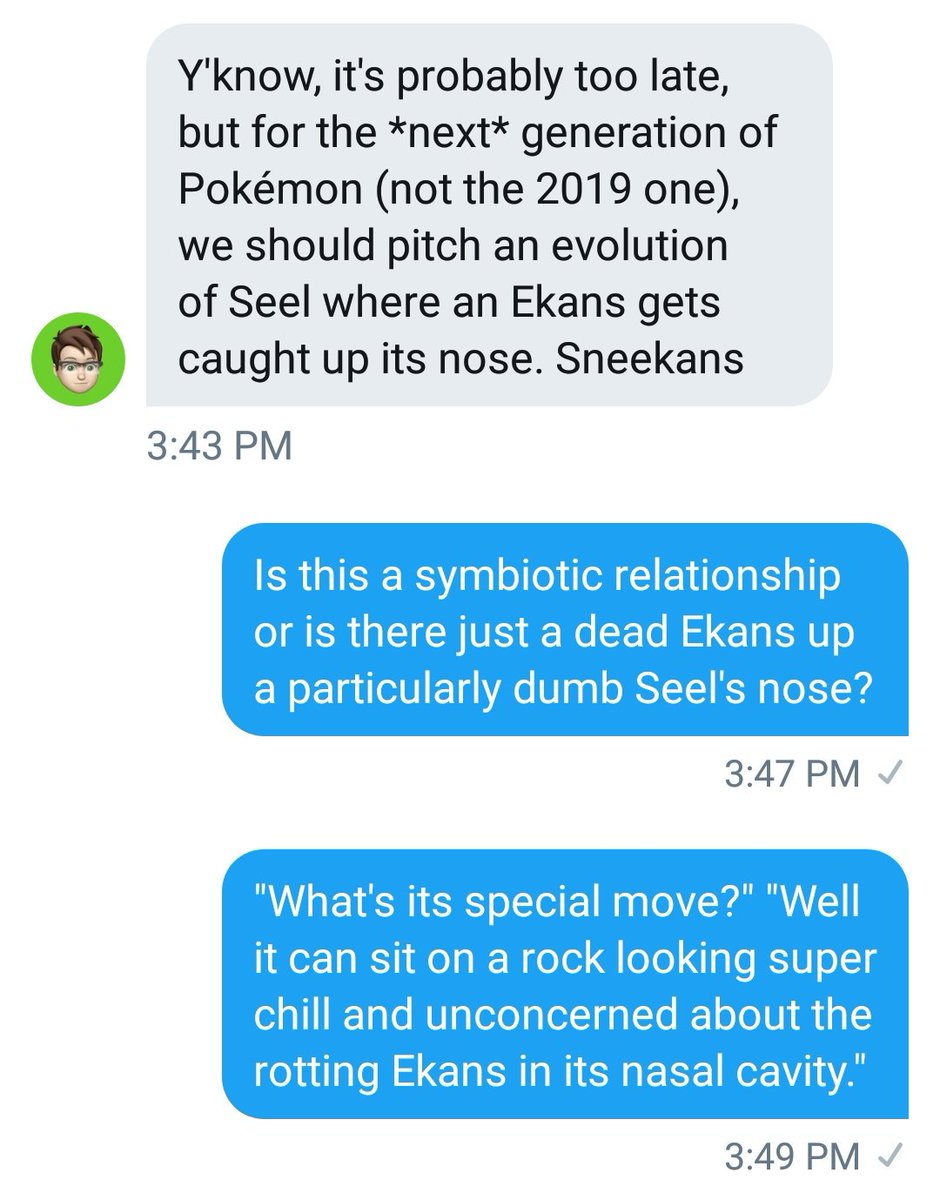 Y'know, it's probably too late,
but for the *next* generation of
Pokémon (not the 2019 one),
we should pitch an evolution
of Seel where an Ekans gets
caught up its nose. Sneekans
3:43 PM
Is this a symbiotic relationship
or is there just a dead Ekans up
a particularly dumb Seel's nose?
3:47 PM ✓
"What's its special move?" "Well
it can sit on a rock looking super
chill and unconcerned about the
rotting Ekans in its nasal cavity."
3:49 PM ✓